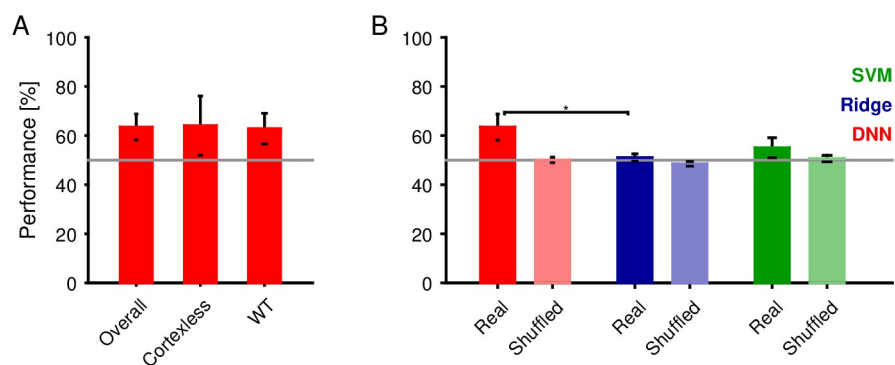 A
Performance [%]
100
80
60
40
20
0
Overall
Cortexless
WT
B
100
80
60
40
20
0
*
SVM
Ridge
DNN
Real
Shuffled
Real
Shuffled
Real
Shuffled